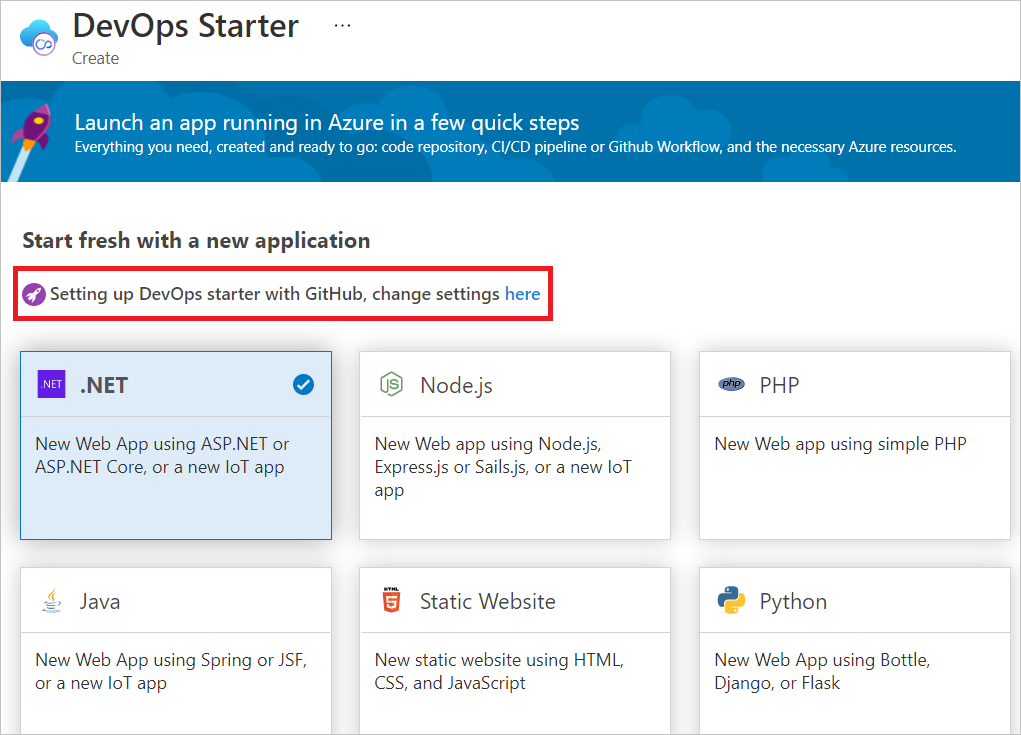 DevOps Starter ...
Create
Launch an app running in Azure in a few quick steps
Everything you need, created and ready to go: code repository, CI/CD pipeline or Github Workflow, and the necessary Azure resources.
Start fresh with a new application
Setting up DevOps starter with GitHub, change settings here
.NET .NET
New Web App using ASP.NET or
ASP.NET Core, or a new IoT app
JS Node.js
New Web app using Node.js,
Express.js or Sails.js, or a new IoT
app
php PHP
New Web app using simple PHP
Java
New Web App using Spring or JSF,
or a new IoT app
HTML 5 Static Website
New static website using HTML,
CSS, and JavaScript
Python
New Web App using Bottle,
Django, or Flask